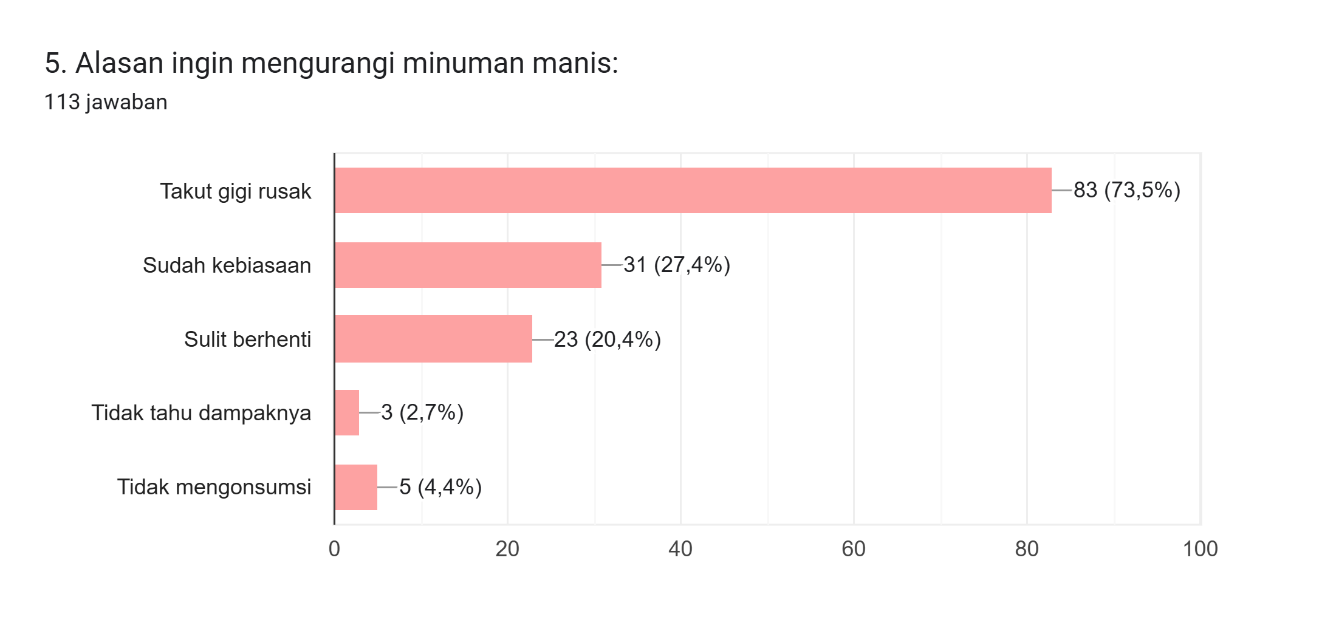 5. Alasan ingin mengurangi minuman manis:
113 jawaban
Takut gigi rusak 83 (73,5%)
Sudah kebiasaan 31 (27,4%)
Sulit berhenti 23 (20,4%)
Tidak tahu dampaknya 3 (2,7%)
Tidak mengonsumsi 5 (4,4%)
0 20 40 60 80 100